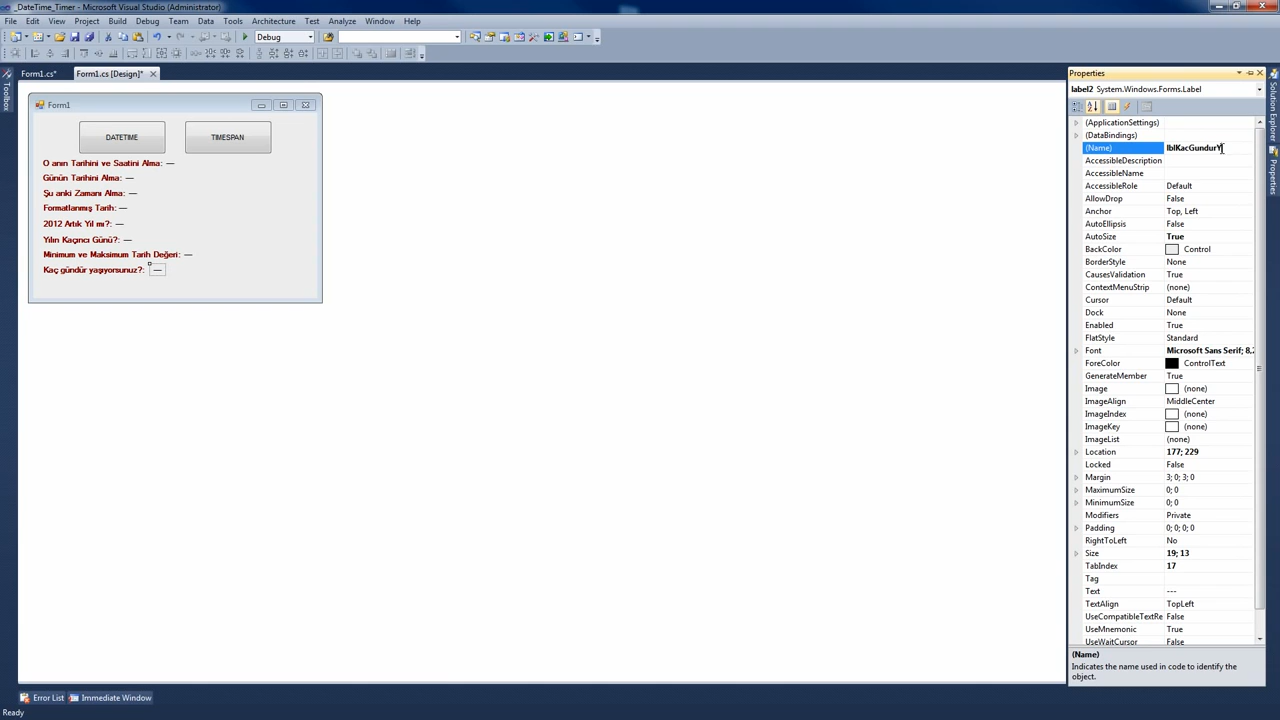 _DateTime_Timer - Microsoft Visual Studio (Administrator)
File Edit View Project Build Debug Team Data Tools Architecture Test Analyze Window Help
Debug
Form1.cs* Form1.cs [Design]*
Toolbox
Form1
DATETIME TIMESPAN
O anın Tarihini ve Saatini Alma: ---
Günün Tarihini Alma: ---
Şu anki Zamanı Alma: ---
Formatlanmış Tarih: ---
2012 Artık Yıl mı?: ---
Yılın Kaçıncı Günü?: ---
Minimum ve Maksimum Tarih Değeri: ---
Kaç gündür yaşıyorsunuz?: ---
Properties
label2 System.Windows.Forms.Label
(ApplicationSettings)
(DataBindings)
(Name) lblKacGundurY
AccessibleDescription
AccessibleName
AccessibleRole Default
AllowDrop False
Anchor Top, Left
AutoEllipsis False
AutoSize True
BackColor Control
BorderStyle None
CausesValidation True
ContextMenuStrip (none)
Cursor Default
Dock None
Enabled True
FlatStyle Standard
Font Microsoft Sans Serif; 8,2
ForeColor ControlText
GenerateMember True
Image (none)
ImageAlign MiddleCenter
ImageIndex (none)
ImageKey (none)
ImageList (none)
Location 177; 229
Locked False
Margin 3; 0; 3; 0
MaximumSize 0; 0
MinimumSize 0; 0
Modifiers Private
Padding 0; 0; 0; 0
RightToLeft No
Size 19; 13
TabIndex 17
Tag
Text ---
TextAlign TopLeft
UseCompatibleTextRe False
UseMnemonic True
UseWaitCursor False
(Name)
Indicates the name used in code to identify the
object.
Solution Explorer
Properties
Error List Immediate Window
Ready